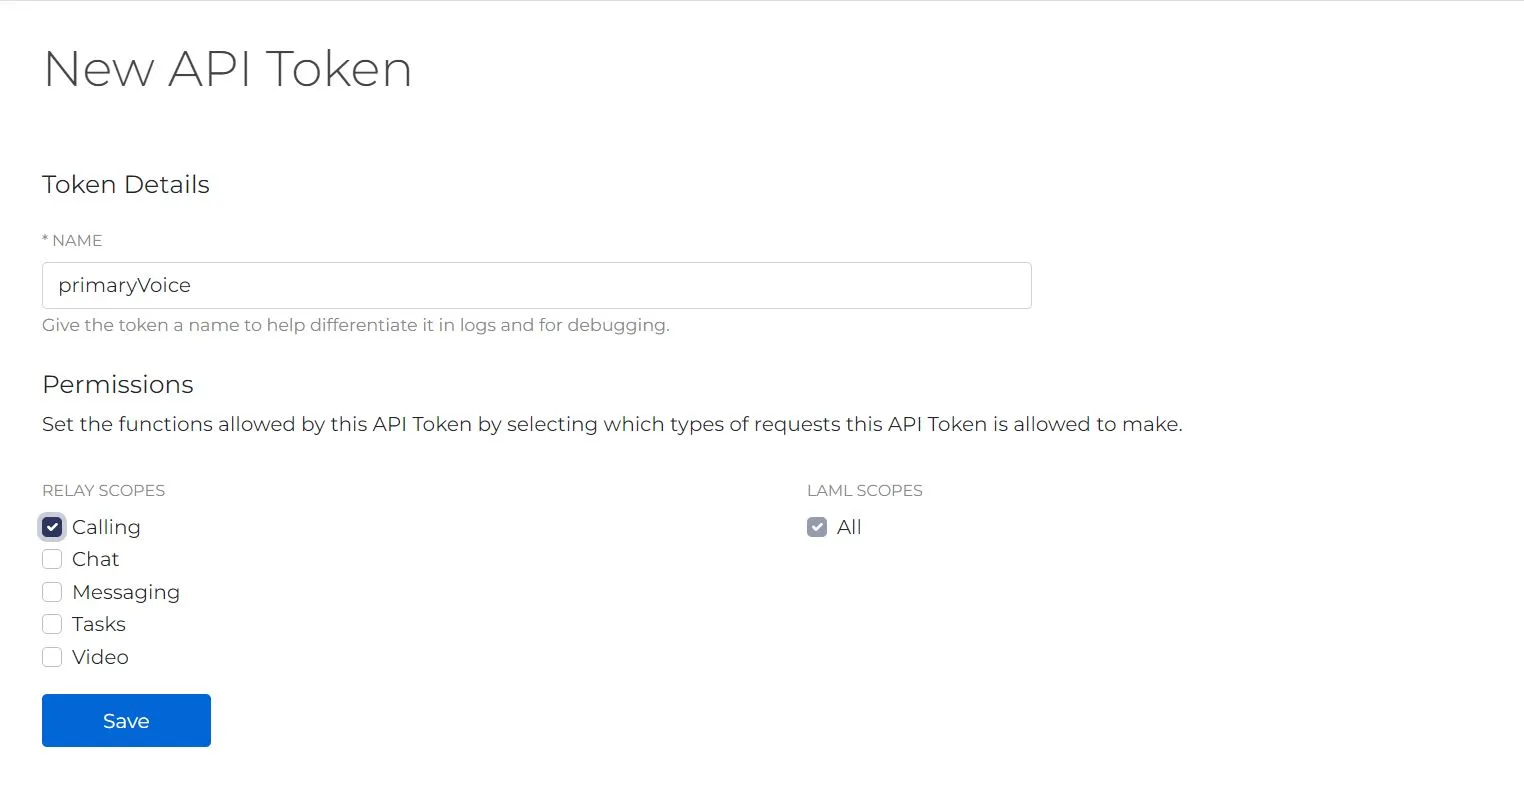 New API Token
Token Details
* NAME
primaryVoice
Give the token a name to help differentiate it in logs and for debugging.
Permissions
Set the functions allowed by this API Token by selecting which types of requests this API Token is allowed to make.
RELAY SCOPES
Calling
Chat
Messaging
Tasks
Video
LAML SCOPES
All
Save